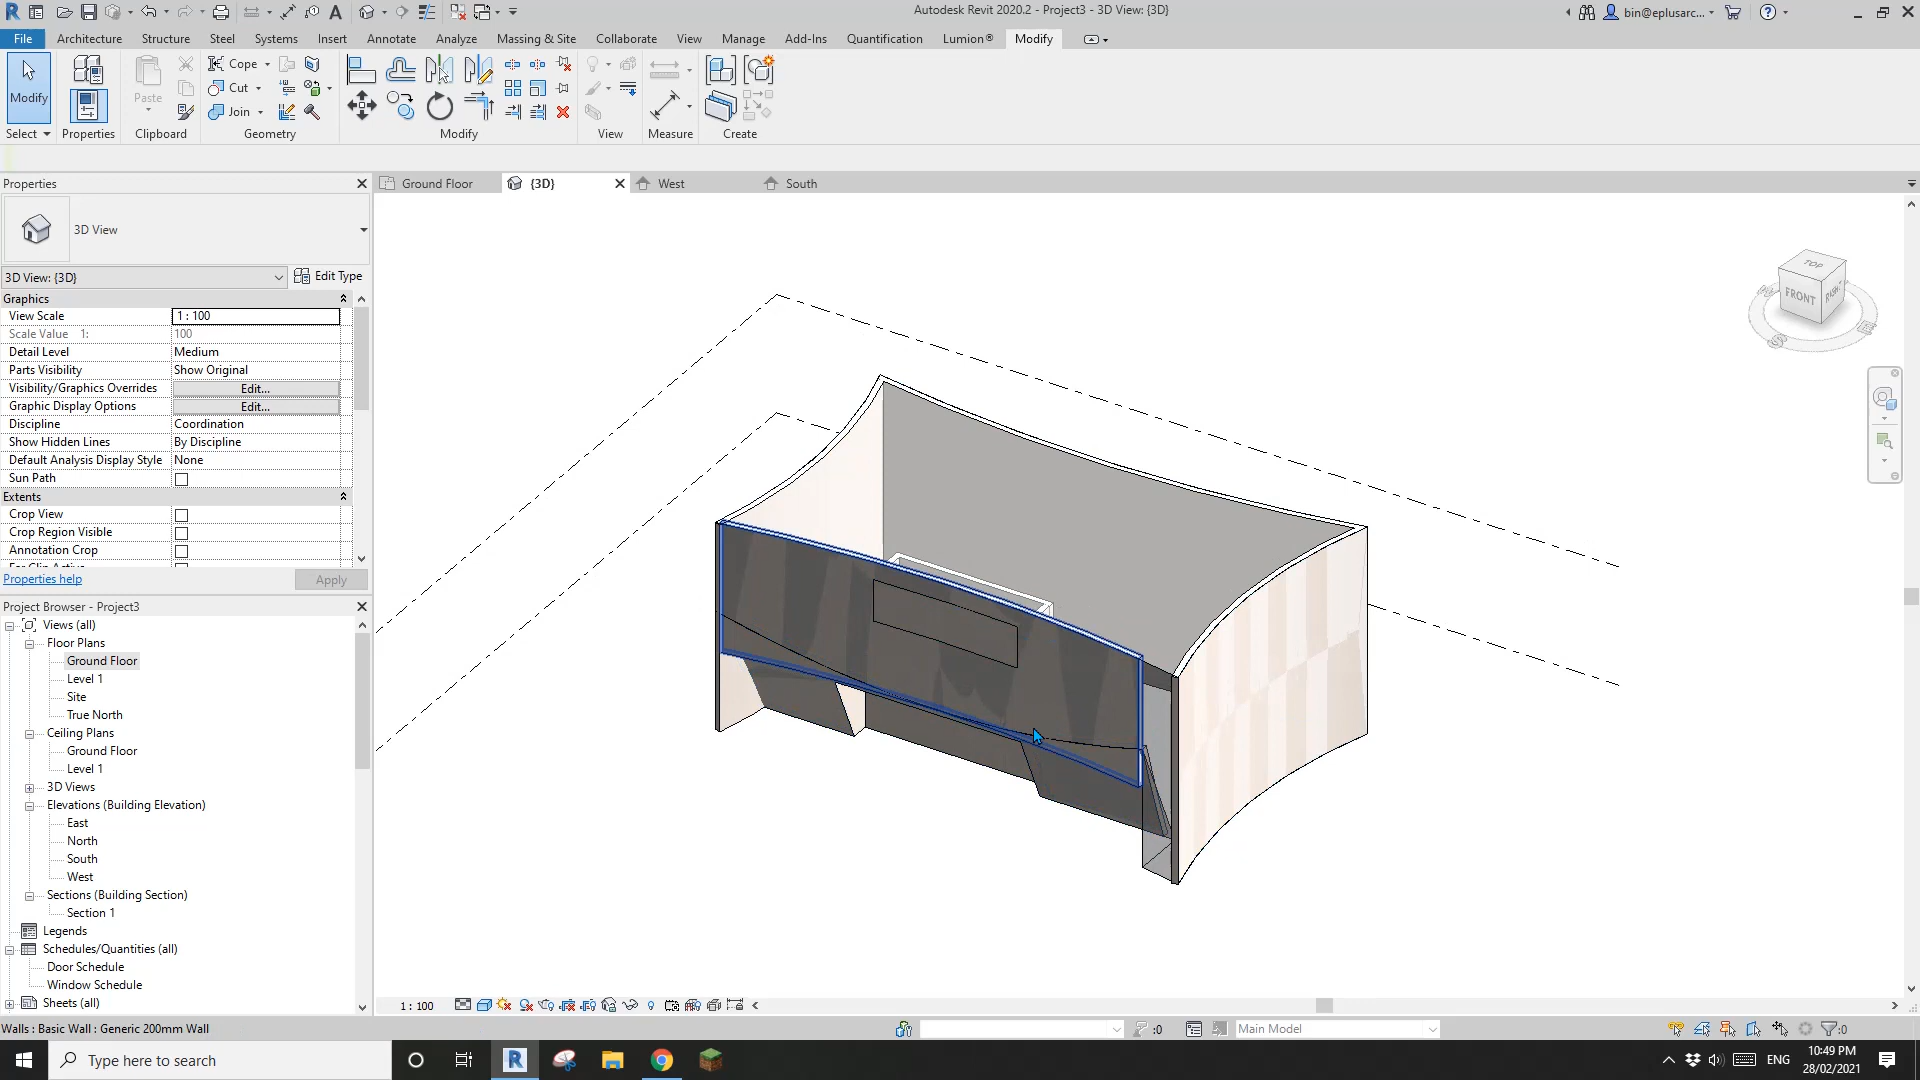 Autodesk Revit 2020.2 - Project3 - 3D View: {3D}
bin@eplusarc...
File Architecture Structure Steel Systems Insert Annotate Analyze Massing & Site Collaborate View Manage Add-Ins Quantification Lumion® Modify
Modify
Paste
Cope
Cut
Join
Select Properties Clipboard Geometry Modify View Measure Create
Properties
Ground Floor {3D} West South
3D View
3D View: {3D} Edit Type
Graphics
View Scale 1 : 100
Scale Value 1: 100
Detail Level Medium
Parts Visibility Show Original
Visibility/Graphics Overrides Edit...
Graphic Display Options Edit...
Discipline Coordination
Show Hidden Lines By Discipline
Default Analysis Display Style None
Sun Path
Extents
Crop View
Crop Region Visible
Annotation Crop
Properties help Apply
Project Browser - Project3
Views (all)
Floor Plans
Ground Floor
Level 1
Site
True North
Ceiling Plans
Ground Floor
Level 1
3D Views
Elevations (Building Elevation)
East
North
South
West
Sections (Building Section)
Section 1
Legends
Schedules/Quantities (all)
Door Schedule
Window Schedule
Sheets (all)
TOP
FRONT
RIGHT
S
E
1 : 100
Walls : Basic Wall : Generic 200mm Wall
:0
Main Model
:0
Type here to search
ENG
10:49 PM
28/02/2021